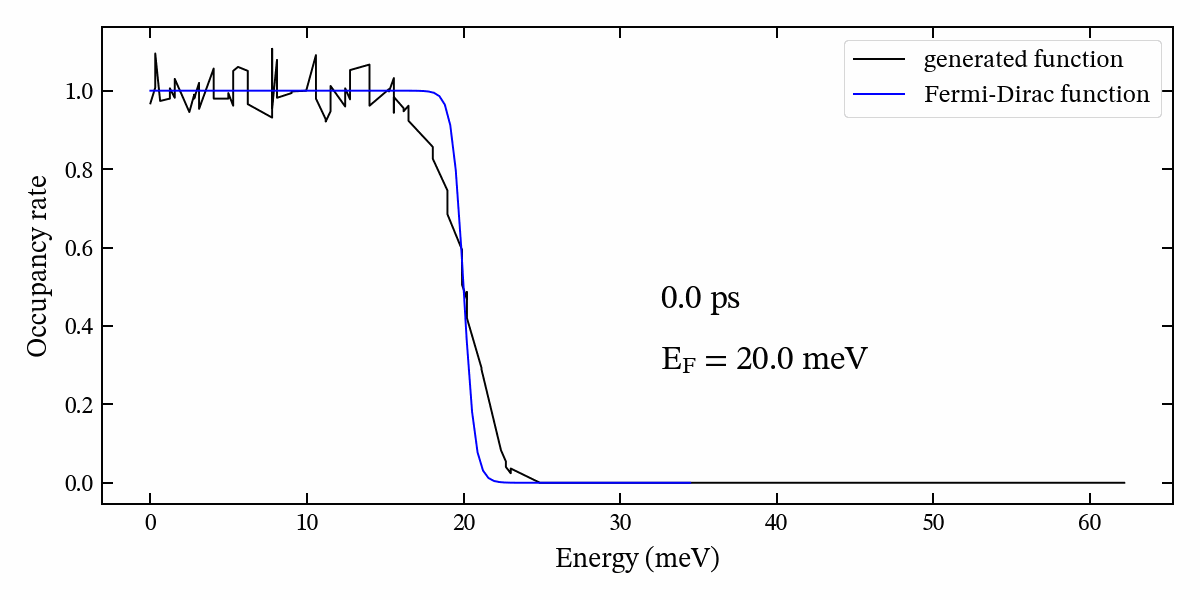 generated function
Fermi-Dirac function
1.0
0.8
0.6
0.4
0.2
0.0
Occupancy rate
0.0 ps
E_F = 20.0 meV
0 10 20 30 40 50 60
Energy (meV)